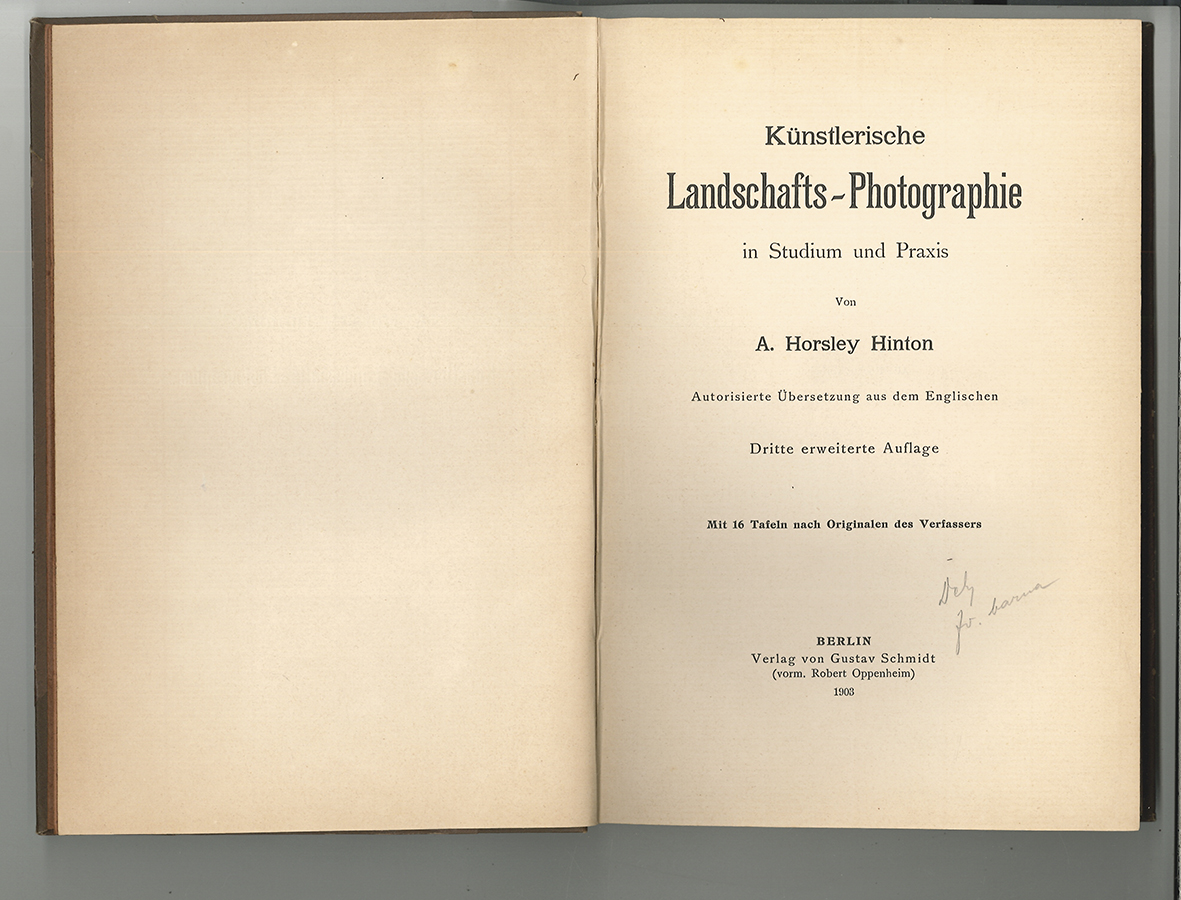 Künstlerische
Landschafts-Photographie
in Studium und Praxis
Von
A. Horsley Hinton
Autorisierte Übersetzung aus dem Englischen
Dritte erweiterte Auflage
Mit 16 Tafeln nach Originalen des Verfassers
barna
BERLIN
Verlag von Gustav Schmidt
(vorm. Robert Oppenheim)
1903